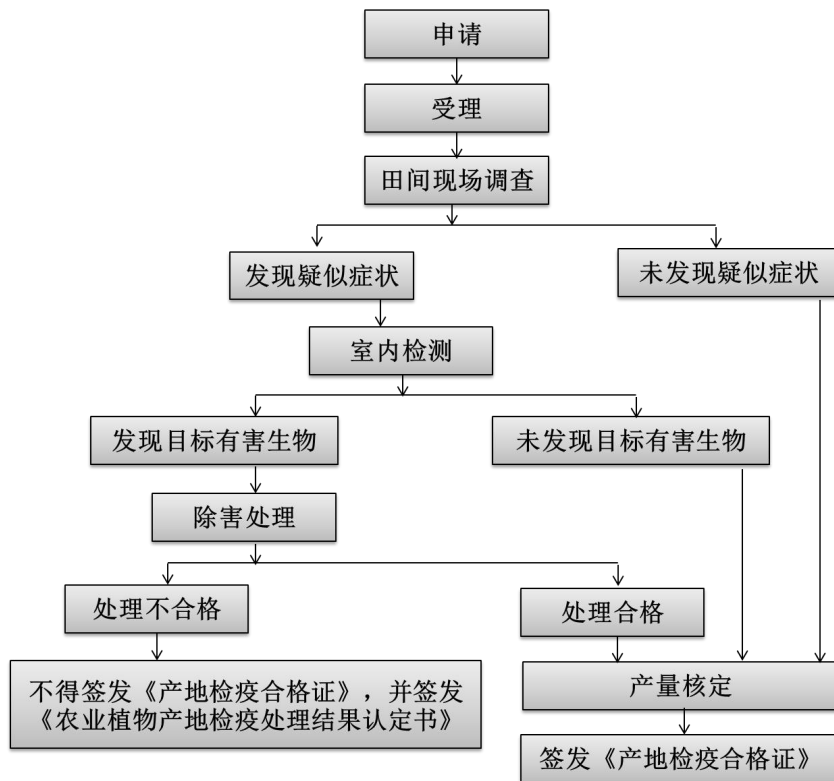 申请
受理
田间现场调查
发现疑似症状
未发现疑似症状
室内检测
发现目标有害生物
未发现目标有害生物
除害处理
处理不合格
处理合格
不得签发《产地检疫合格证》，并签发
《农业植物产地检疫处理结果认定书》
产量核定
签发《产地检疫合格证》